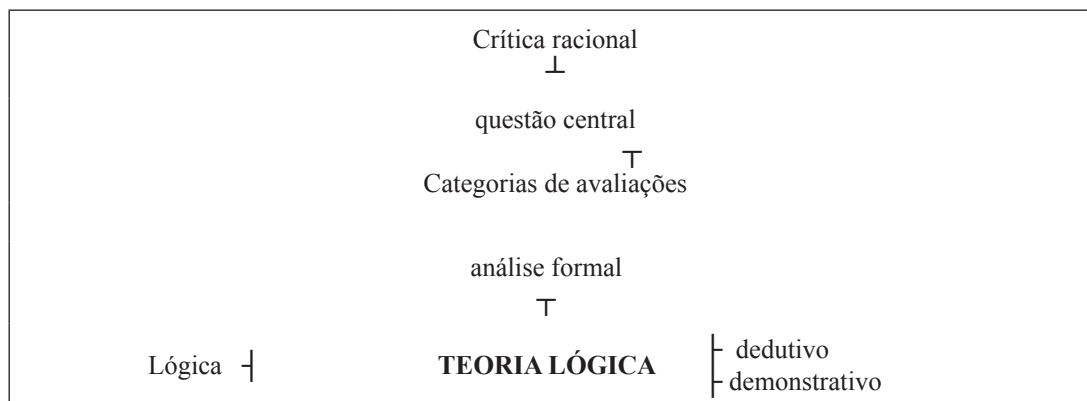 Crítica racional
questão central
Categorias de avaliações
análise formal
Lógica TEORIA LÓGICA dedutivo
demonstrativo